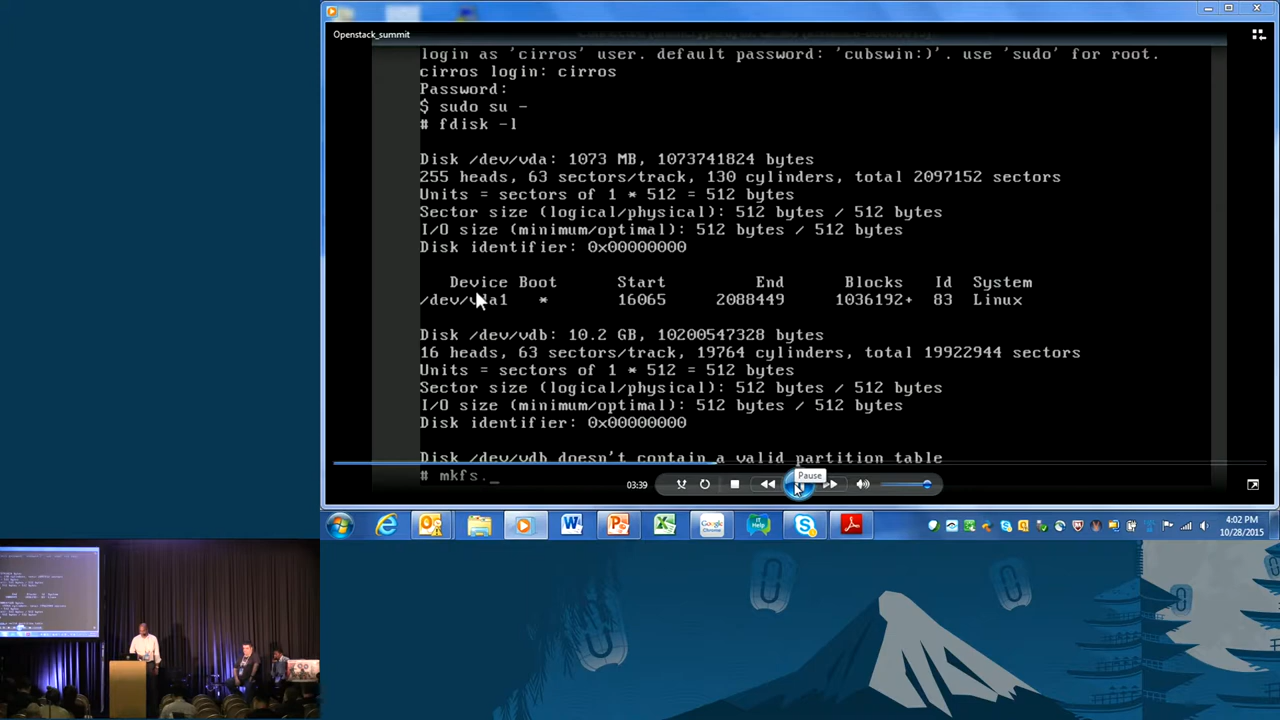 Openstack_summit
login as 'cirros' user. default password: 'cubswin:)'. use 'sudo' for root.
cirros login: cirros
Password:
$ sudo su -
# fdisk -l
Disk /dev/vda: 1073 MB, 1073741824 bytes
255 heads, 63 sectors/track, 130 cylinders, total 2097152 sectors
Units = sectors of 1 * 512 = 512 bytes
Sector size (logical/physical): 512 bytes / 512 bytes
I/O size (minimum/optimal): 512 bytes / 512 bytes
Disk identifier: 0x00000000
Device Boot Start End Blocks Id System
/dev/vda1 * 16065 2088449 1036192+ 83 Linux
Disk /dev/vdb: 10.2 GB, 10200547328 bytes
16 heads, 63 sectors/track, 19764 cylinders, total 19922944 sectors
Units = sectors of 1 * 512 = 512 bytes
Sector size (logical/physical): 512 bytes / 512 bytes
I/O size (minimum/optimal): 512 bytes / 512 bytes
Disk identifier: 0x00000000
Disk /dev/vdb doesn't contain a valid partition table
# mkfs._
Pause
03:39
Google
IT Help
4:02 PM
10/28/2015